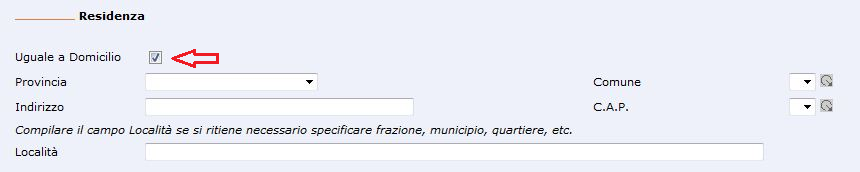 Residenza
Uguale a Domicilio
Provincia Comune
Indirizzo C.A.P.
Compilare il campo Località se si ritiene necessario specificare frazione, municipio, quartiere, etc.
Località